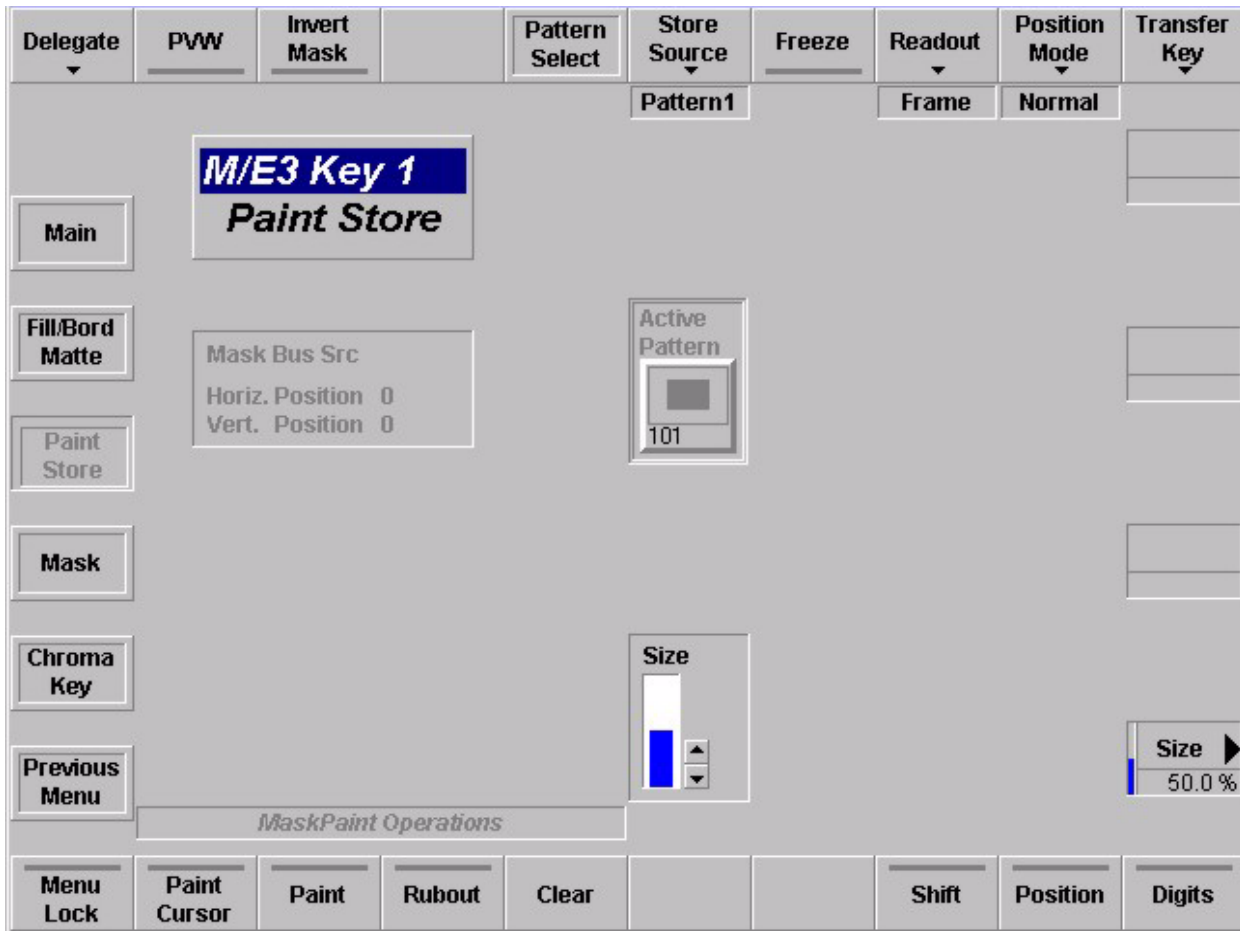 Delegate
PVW
Invert
Mask
Pattern
Select
Store
Source
Freeze
Readout
Position
Mode
Transfer
Key
Pattern1
Frame
Normal
M/E3 Key 1
Paint Store
Main
Fill/Bord
Matte
Paint
Store
Mask
Chroma
Key
Previous
Menu
Mask Bus Src
Horiz. Position 0
Vert. Position 0
Active
Pattern
101
Size
Size
50.0 %
MaskPaint Operations
Menu
Lock
Paint
Cursor
Paint
Rubout
Clear
Shift
Position
Digits